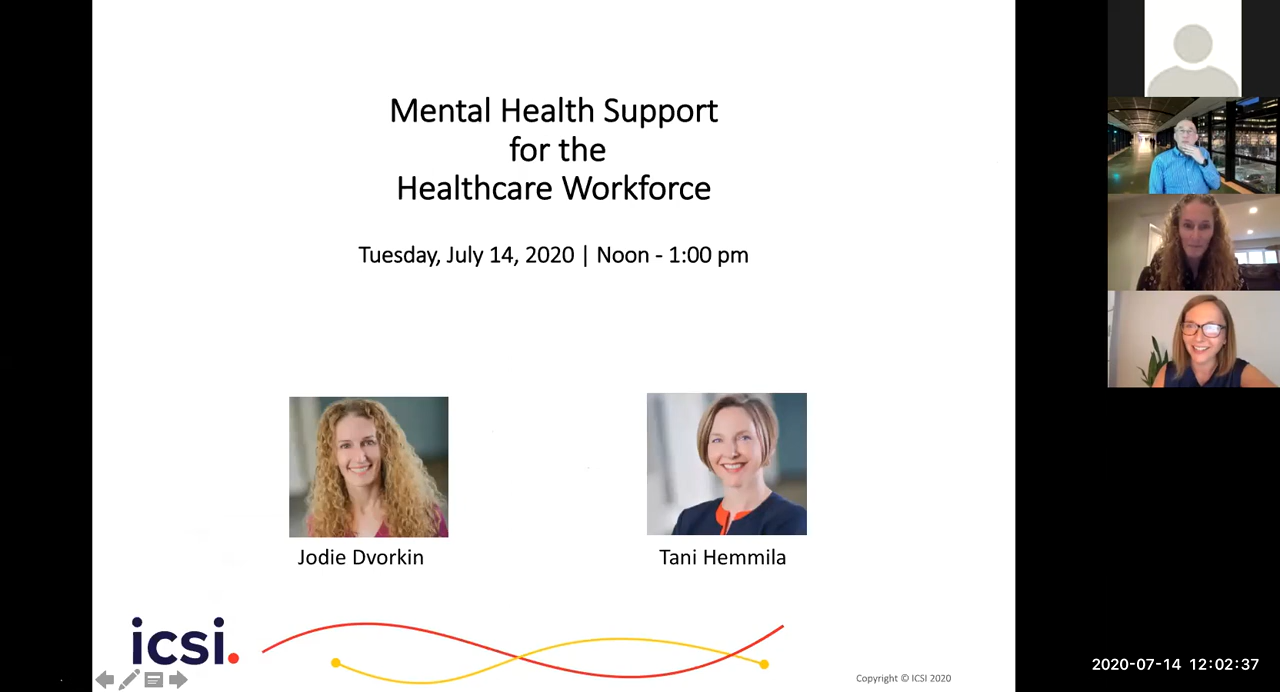 Mental Health Support
for the
Healthcare Workforce
Tuesday, July 14, 2020 | Noon - 1:00 pm
Jodie Dvorkin
Tani Hemmila
icsi.
Copyright © ICSI 2020
2020-07-14 12:02:37